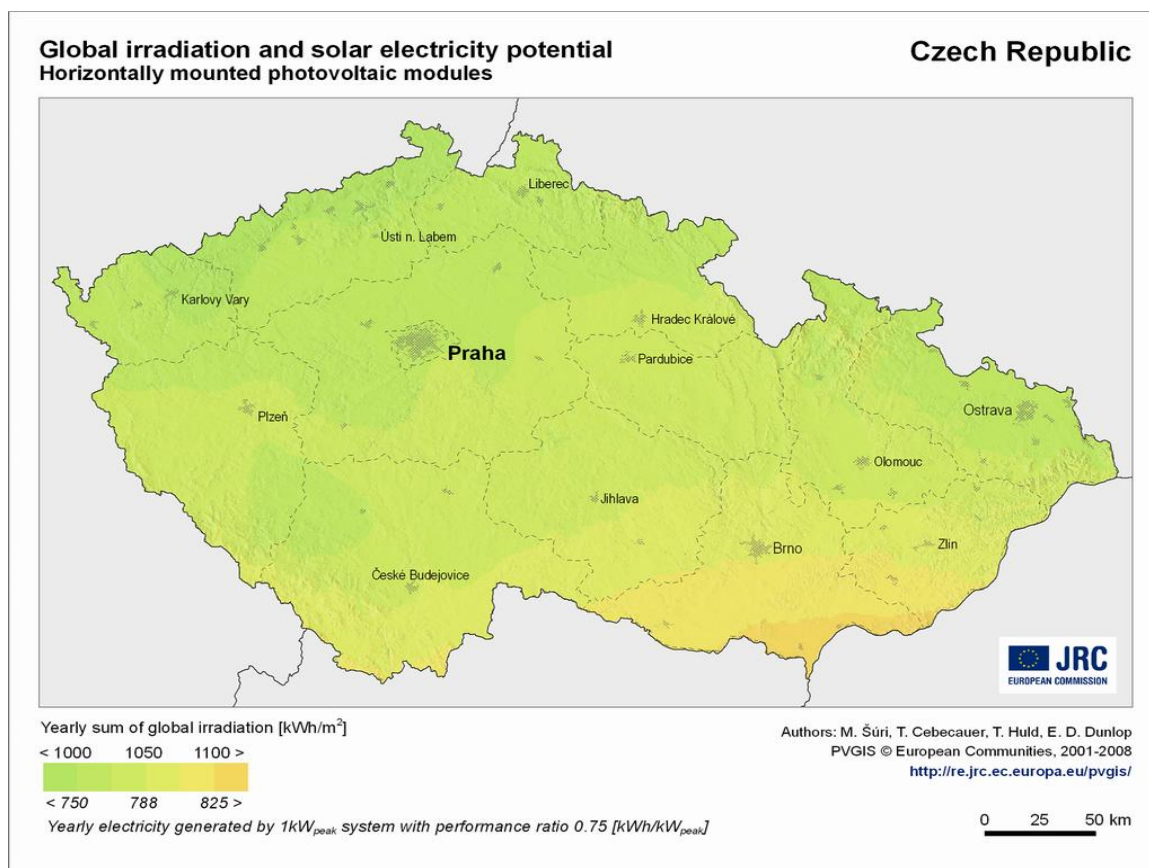 Global irradiation and solar electricity potential
Horizontally mounted photovoltaic modules
Czech Republic
Liberec
Ústí n. Labem
Karlovy Vary
Hradec Králové
Praha
Pardubice
Plzeň
Ostrava
Olomouc
Jihlava
Brno
Zlín
České Budejovice
JRC
EUROPEAN COMMISSION
Yearly sum of global irradiation [kWh/m²]
< 1000 1050 1100 >
< 750 788 825 >
Yearly electricity generated by 1kWpeak system with performance ratio 0.75 [kWh/kWpeak]
Authors: M. Šúri, T. Cebecauer, T. Huld, E. D. Dunlop
PVGIS © European Communities, 2001-2008
http://re.jrc.ec.europa.eu/pvgis/
0 25 50 km